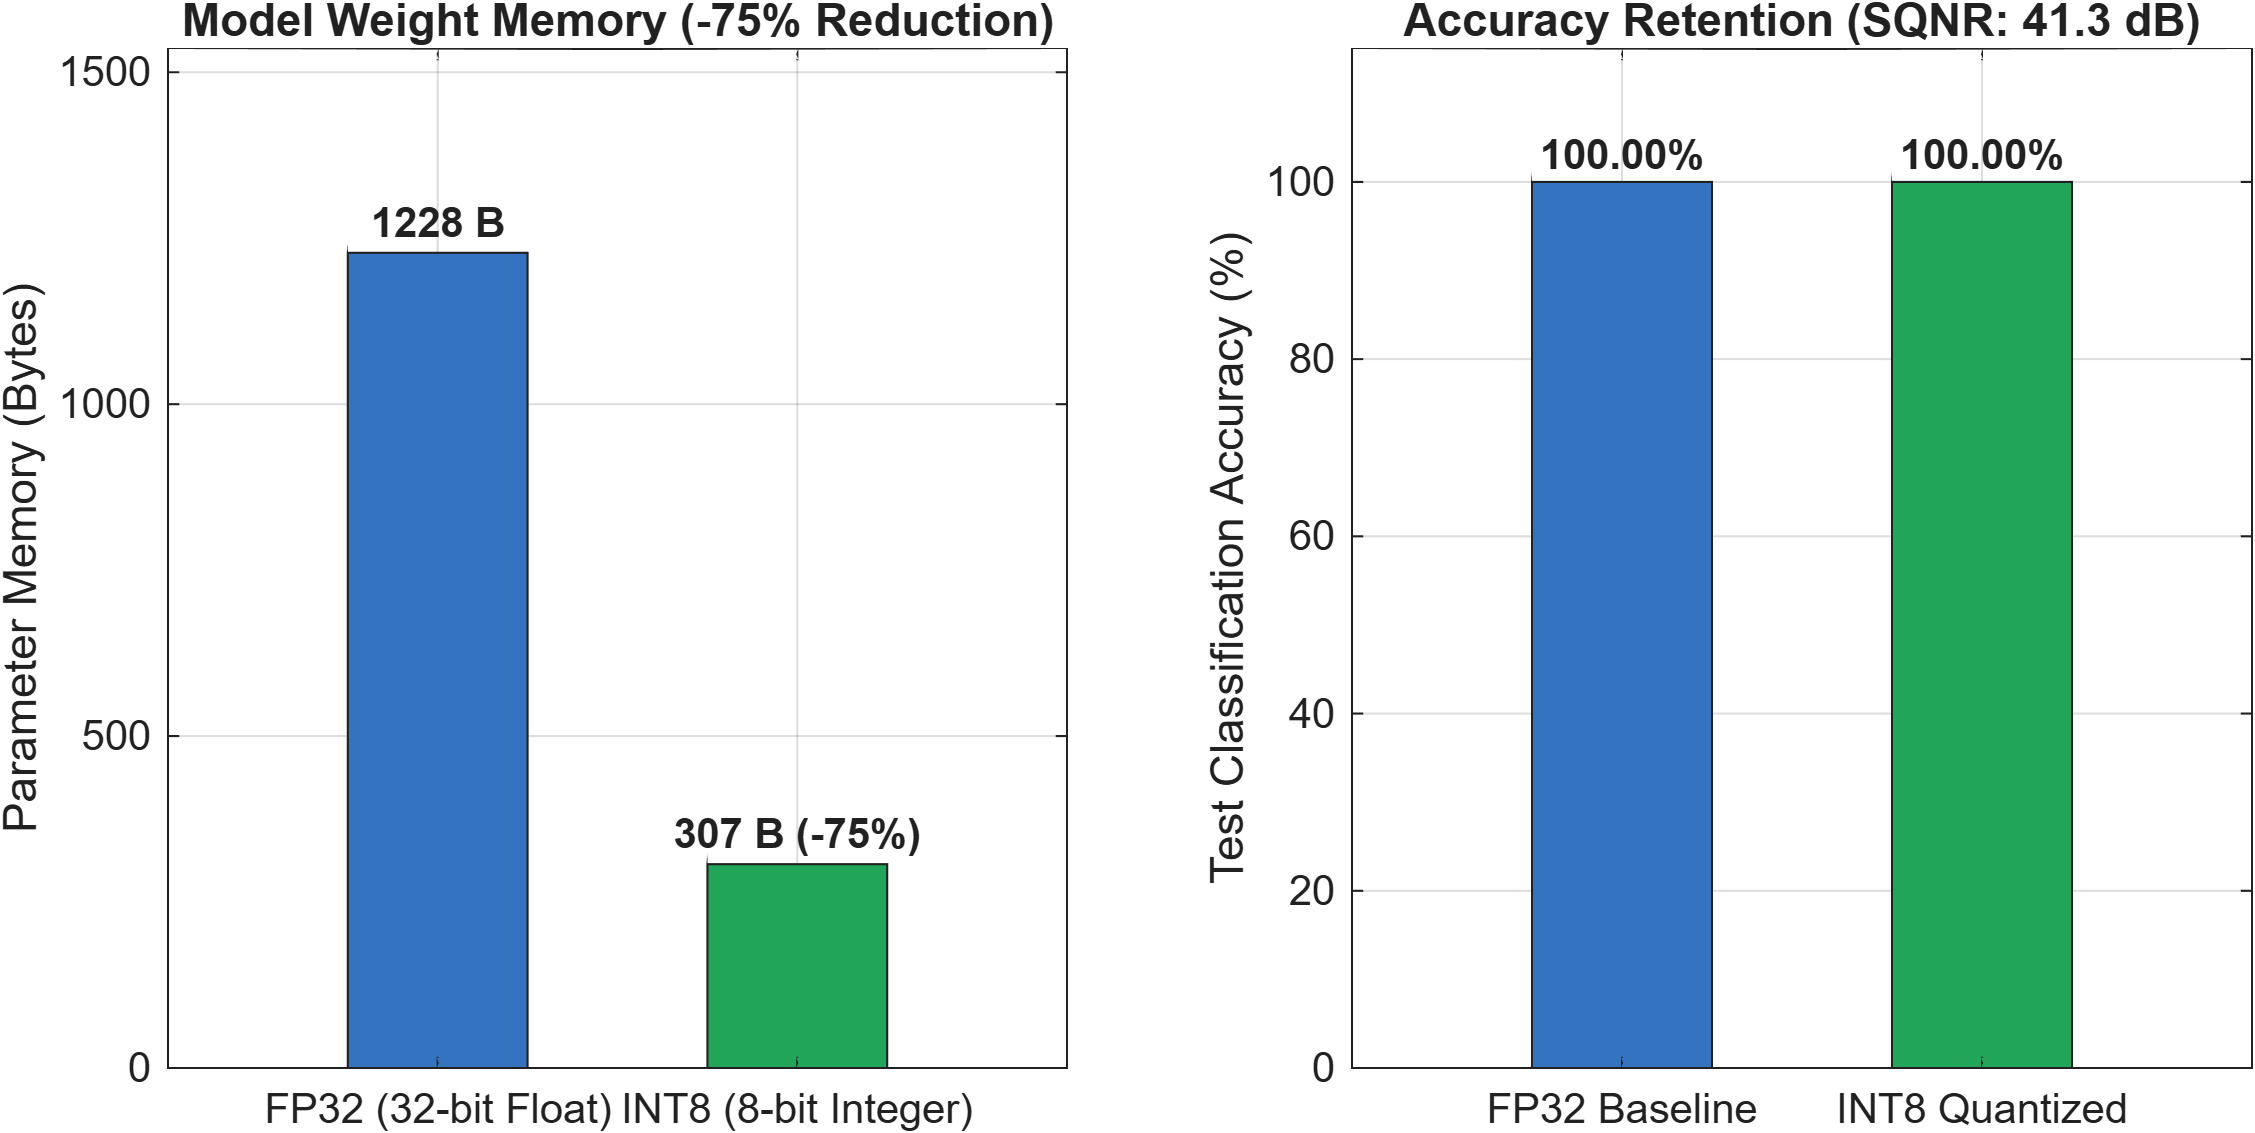 Model Weight Memory (-75% Reduction)
Parameter Memory (Bytes)
1500
1000
500
0
1228 B
307 B (-75%)
FP32 (32-bit Float)
INT8 (8-bit Integer)
Accuracy Retention (SQNR: 41.3 dB)
Test Classification Accuracy (%)
100
80
60
40
20
0
100.00%
100.00%
FP32 Baseline
INT8 Quantized